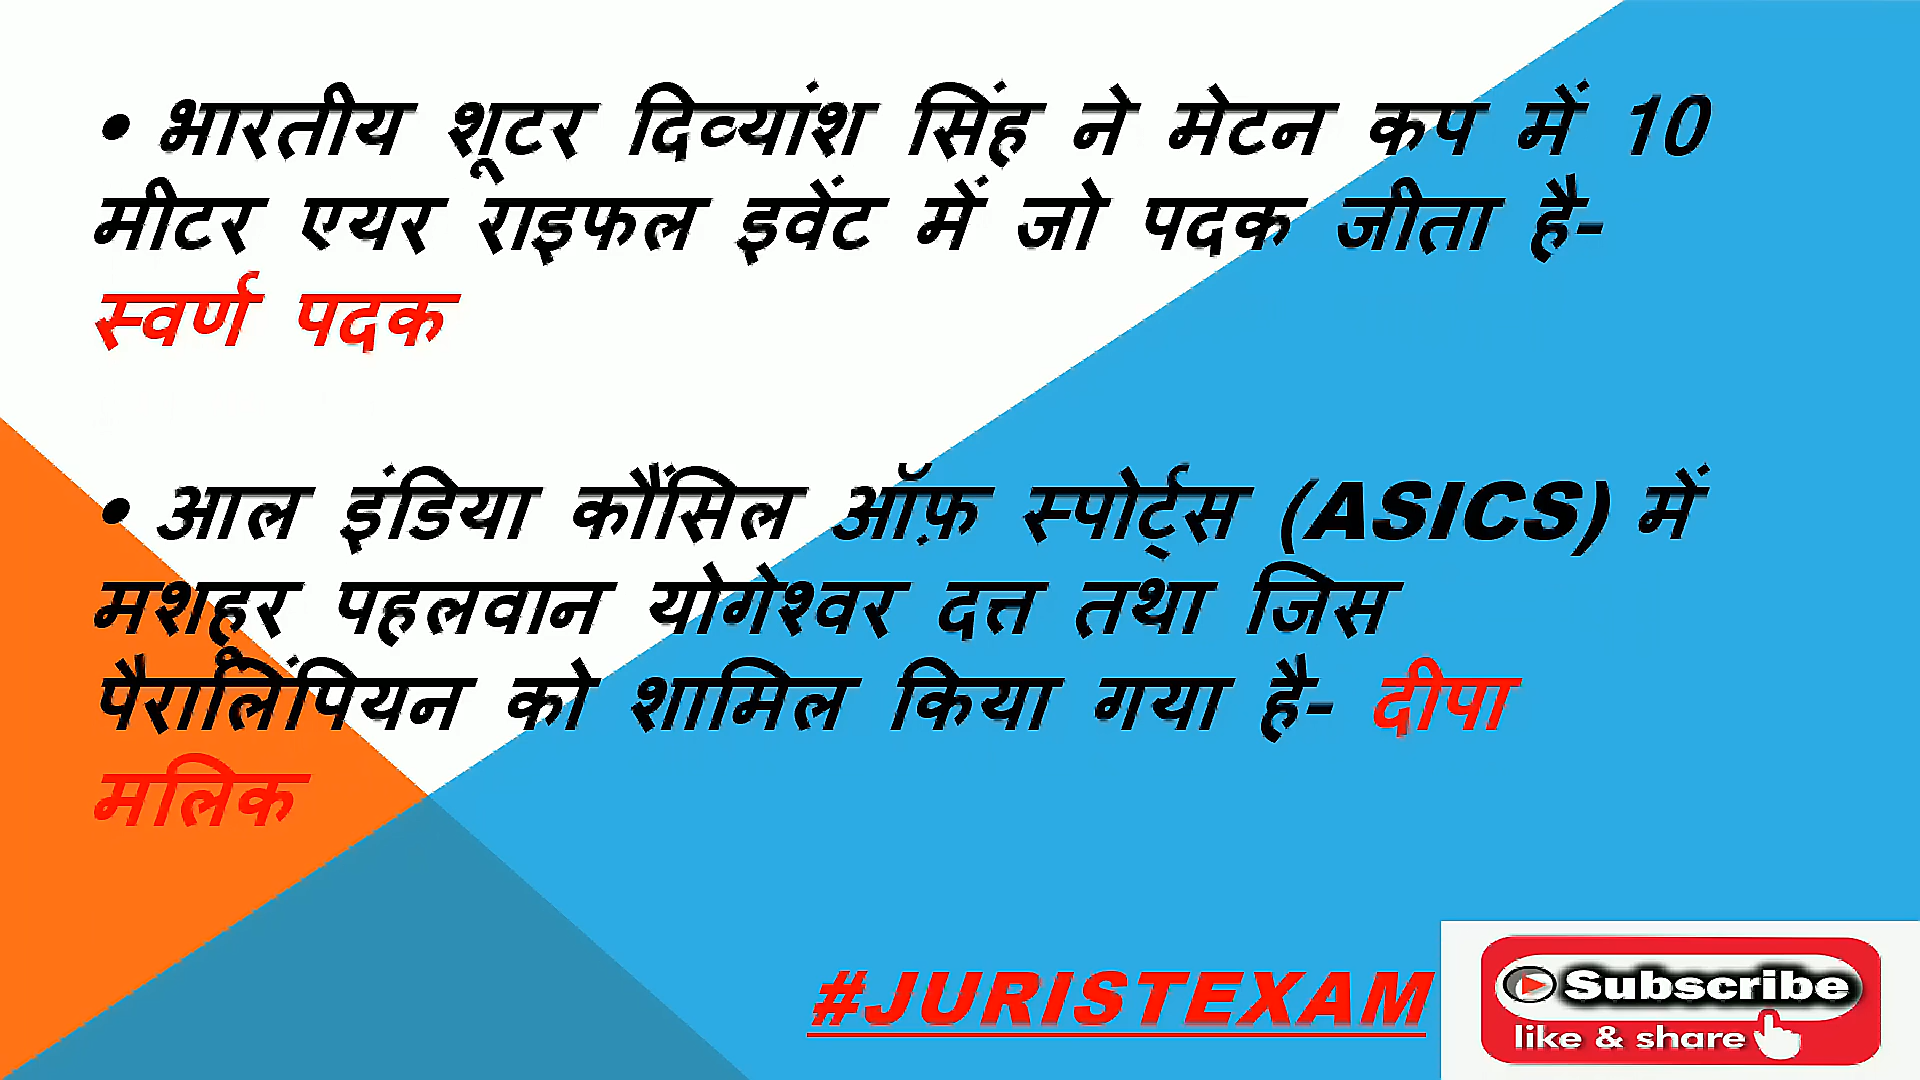 • भारतीय शूटर दिव्यांश सिंह ने मेटन कप में 10
मीटर एयर राइफल इवेंट में जो पदक जीता है-
स्वर्ण पदक
• आल इंडिया कौंसिल ऑफ़ स्पोर्ट्स (ASICS) में
मशहूर पहलवान योगेश्वर दत्त तथा जिस
पैरालिंपियन को शामिल किया गया है- दीपा
मलिक
#JURISTEXAM
Subscribe
like & share